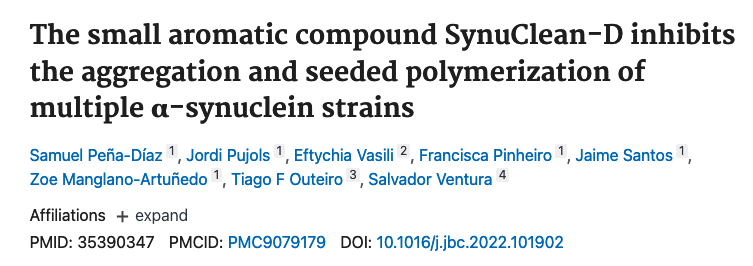 The small aromatic compound SynuClean-D inhibits
the aggregation and seeded polymerization of
multiple α-synuclein strains
Samuel Peña-Díaz 1, Jordi Pujols 1, Eftychia Vasili 2, Francisca Pinheiro 1, Jaime Santos 1,
Zoe Manglano-Artuñedo 1, Tiago F Outeiro 3, Salvador Ventura 4
Affiliations + expand
PMID: 35390347 PMCID: PMC9079179 DOI: 10.1016/j.jbc.2022.101902